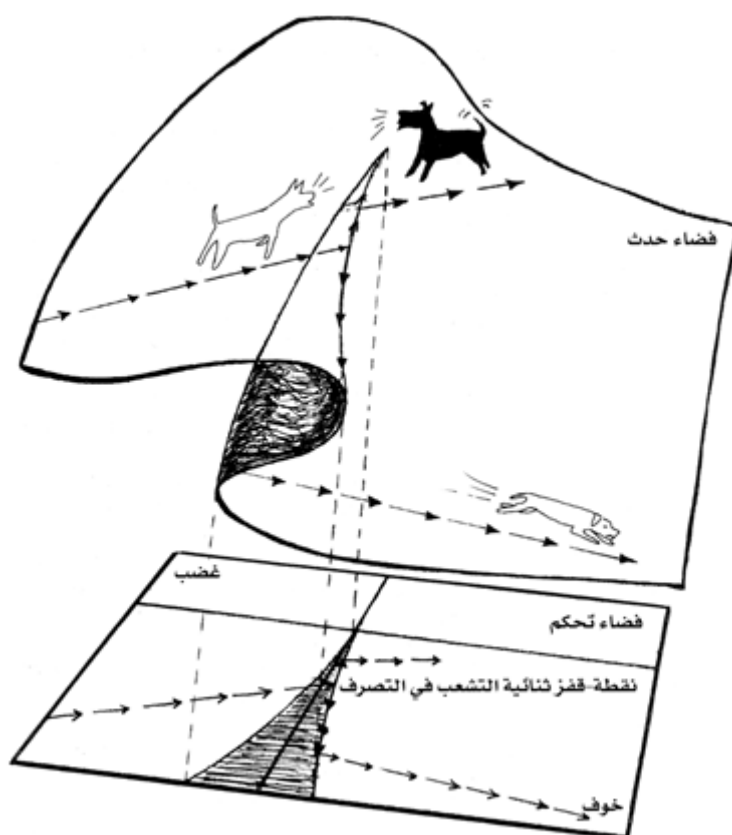 فضاء حدث
غضب
فضاء تحكم
نقطة قفز ثنائية التشعب في التصرف
خوف